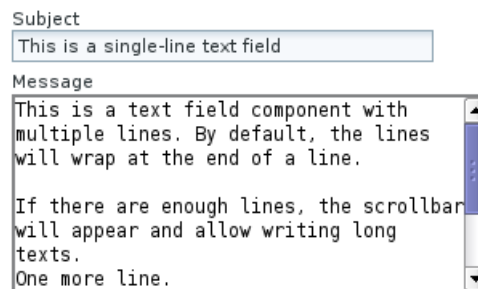 Subject
This is a single-line text field
Message
This is a text field component with
multiple lines. By default, the lines
will wrap at the end of a line.

If there are enough lines, the scrollbar
will appear and allow writing long
texts.
One more line.